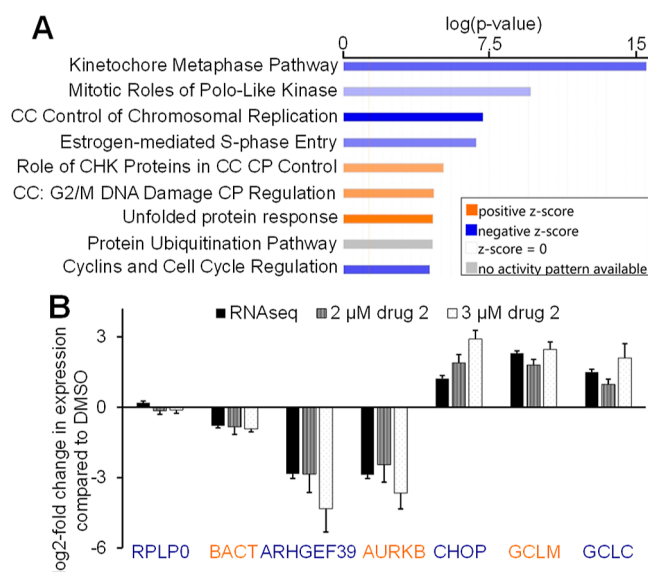 A
log(p-value)
0 7.5 15
Kinetochore Metaphase Pathway
Mitotic Roles of Polo-Like Kinase
CC Control of Chromosomal Replication
Estrogen-mediated S-phase Entry
Role of CHK Proteins in CC CP Control
CC: G2/M DNA Damage CP Regulation
Unfolded protein response
Protein Ubiquitination Pathway
Cyclins and Cell Cycle Regulation
positive z-score
negative z-score
z-score = 0
no activity pattern available
B
RNAseq 2 µM drug 2 3 µM drug 2
og2-fold change in expression
compared to DMSO
3
0
-3
-6
RPLP0 BACT ARHGEF39 AURKB CHOP GCLM GCLC